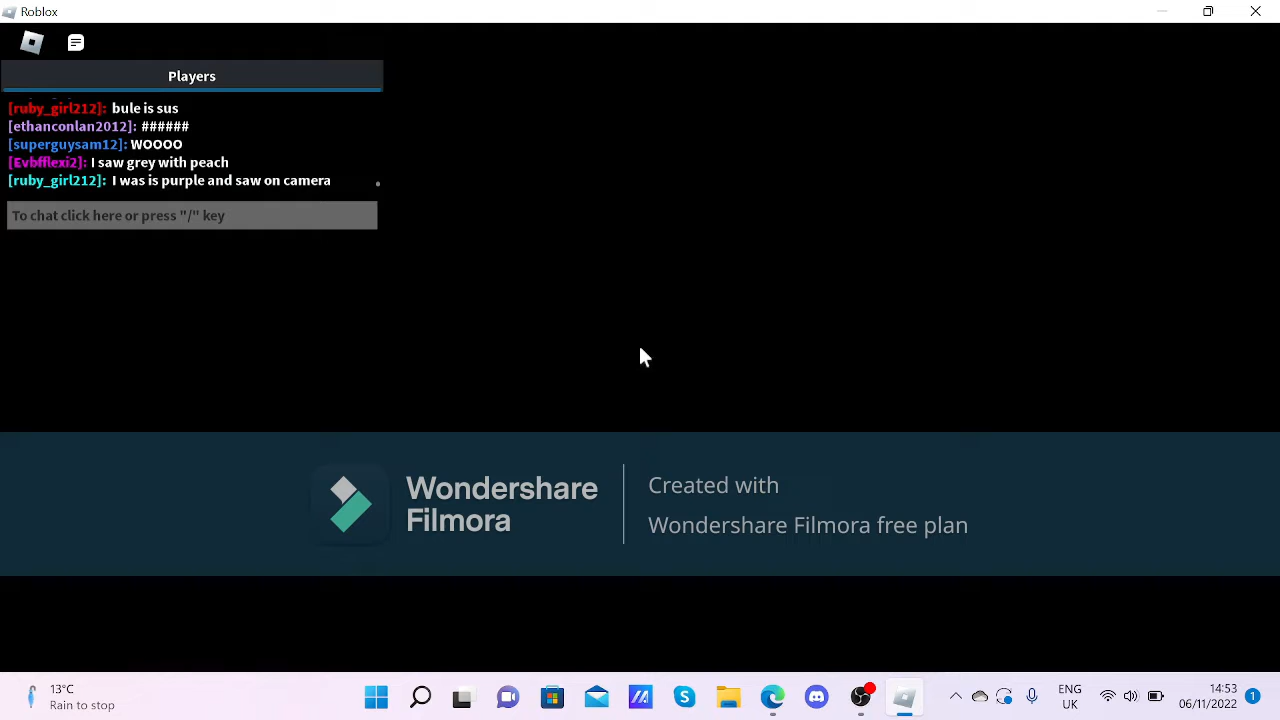 Roblox
Players
[ruby_girl212]: bule is sus
[ethanconlan2012]: ######
[superguysam12]: WOOOO
[Evbfflexi2]: I saw grey with peach
[ruby_girl212]: I was is purple and saw on camera
To chat click here or press "/" key
Wondershare
Filmora
Created with
Wondershare Filmora free plan
13°C
Rain to stop
ENG
UK
14:53
06/11/2022
1